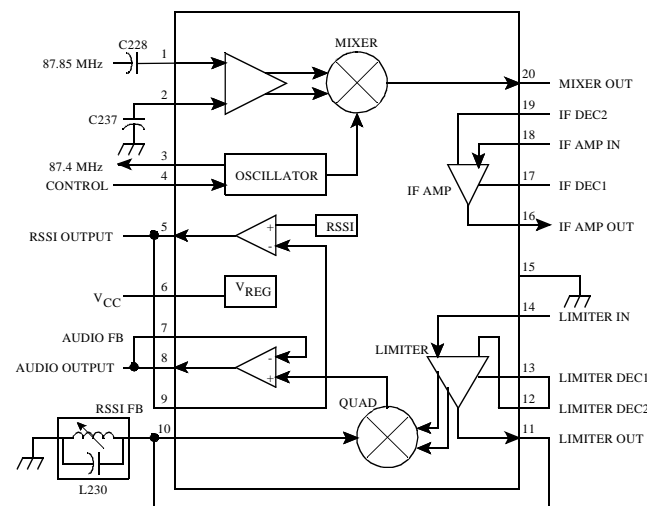 C228
87.85 MHz
1
2
C237
MIXER
20
MIXER OUT
19
IF DEC2
18
IF AMP IN
87.4 MHz
3
CONTROL
4
OSCILLATOR
IF AMP
17
IF DEC1
16
IF AMP OUT
RSSI OUTPUT
5
+
-
RSSI
15
VCC
6
VREG
14
LIMITER IN
AUDIO FB
7
AUDIO OUTPUT
8
-
+
LIMITER
13
LIMITER DEC1
12
LIMITER DEC2
9
RSSI FB
QUAD
10
11
LIMITER OUT
L230